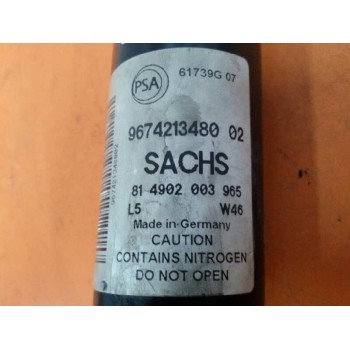 PSA
61739G 07
9674213480 02
SACHS
81 4902 003 965
L5 W46
Made in Germany
CAUTION
CONTAINS NITROGEN
DO NOT OPEN